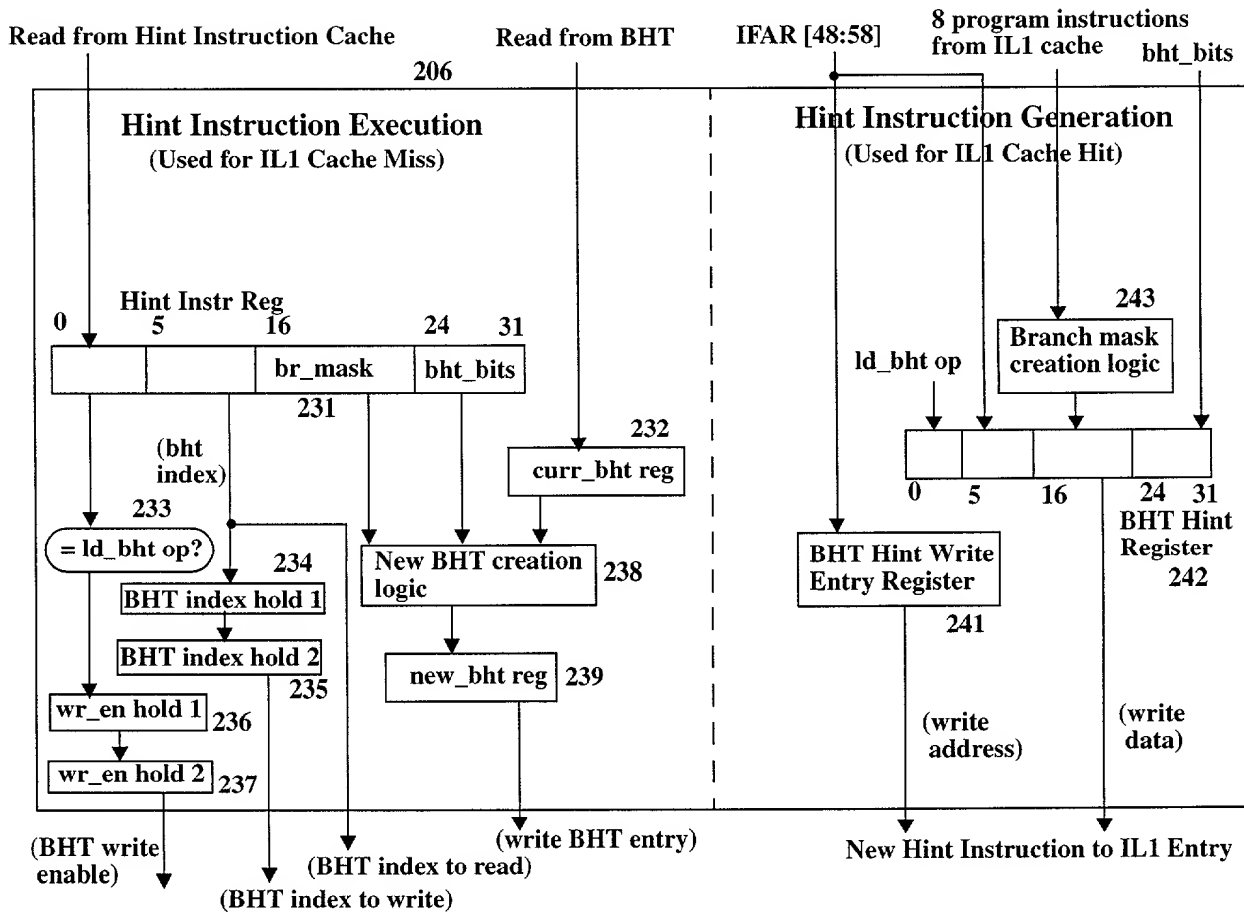 Read from Hint Instruction Cache
Read from BHT
IFAR [48:58]
8 program instructions
from IL1 cache
bht_bits
206
Hint Instruction Execution
(Used for IL1 Cache Miss)
Hint Instruction Generation
(Used for IL1 Cache Hit)
Hint Instr Reg
0 5 16 24 31
br_mask
bht_bits
231
(bht
index)
232
curr_bht reg
233
= ld_bht op?
234
BHT index hold 1
BHT index hold 2
235
wr_en hold 1
236
wr_en hold 2
237
New BHT creation
logic
238
new_bht reg
239
243
Branch mask
creation logic
ld_bht op
0 5 16 24 31
BHT Hint
Register
242
BHT Hint Write
Entry Register
241
(write
address)
(write
data)
(BHT write
enable)
(BHT index to write)
(BHT index to read)
(write BHT entry)
New Hint Instruction to IL1 Entry